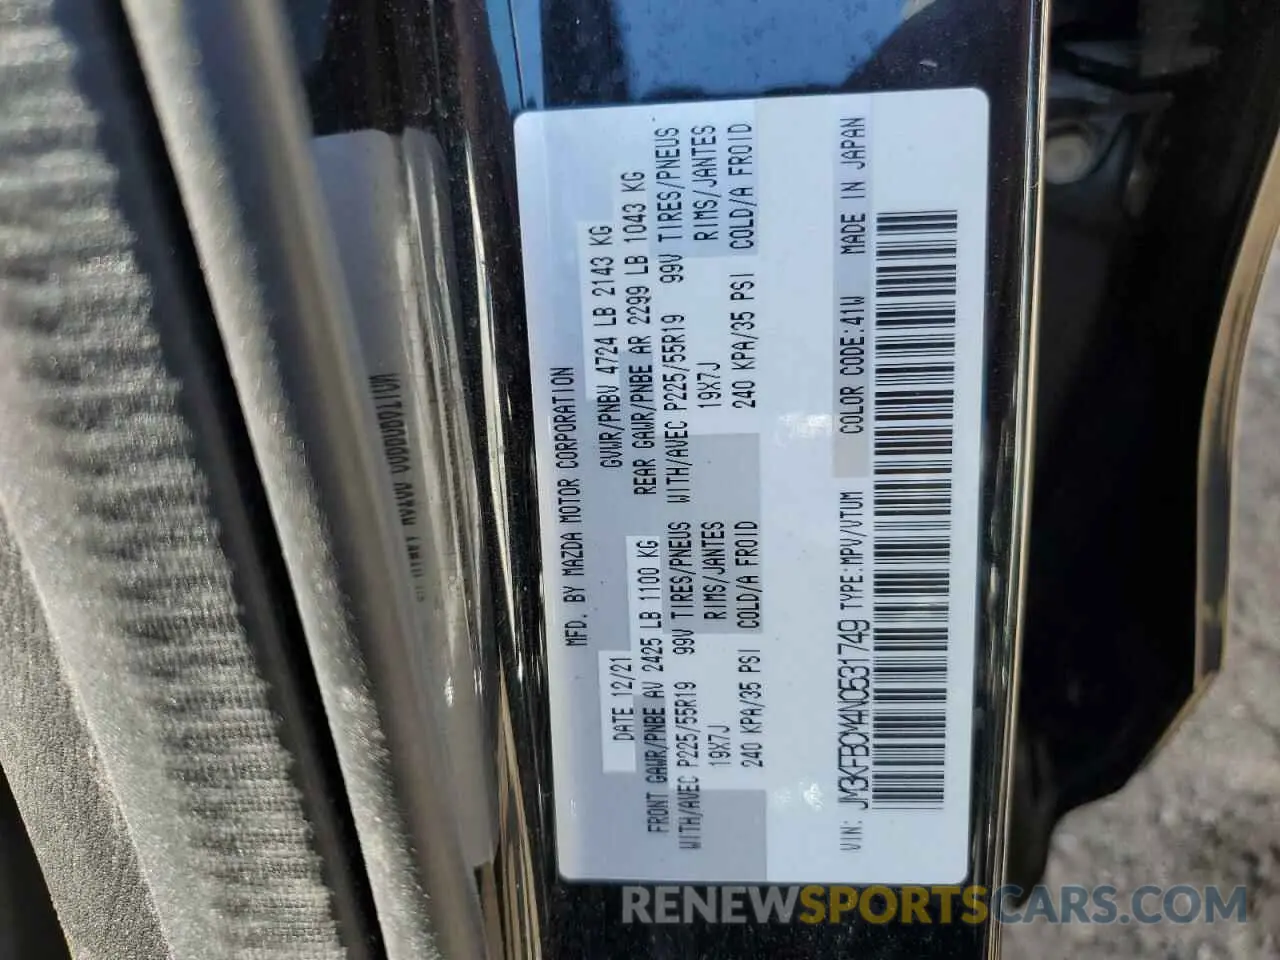 MFD. BY MAZDA MOTOR CORPORATION
DATE 12/21 GVWR/PNBV 4724 LB 2143 KG
FRONT GAWR/PNBE AV 2425 LB 1100 KG REAR GAWR/PNBE AR 2299 LB 1043 KG
WITH/AVEC P225/55R19 99V TIRES/PNEUS WITH/AVEC P225/55R19 99V TIRES/PNEUS
19X7J RIMS/JANTES 19X7J RIMS/JANTES
240 KPA/35 PSI COLD/A FROID 240 KPA/35 PSI COLD/A FROID
VIN: JM3KFBCM4N0531749 TYPE:MPV/VTUM COLOR CODE:41W MADE IN JAPAN
RENEWSPORTSCARS.COM